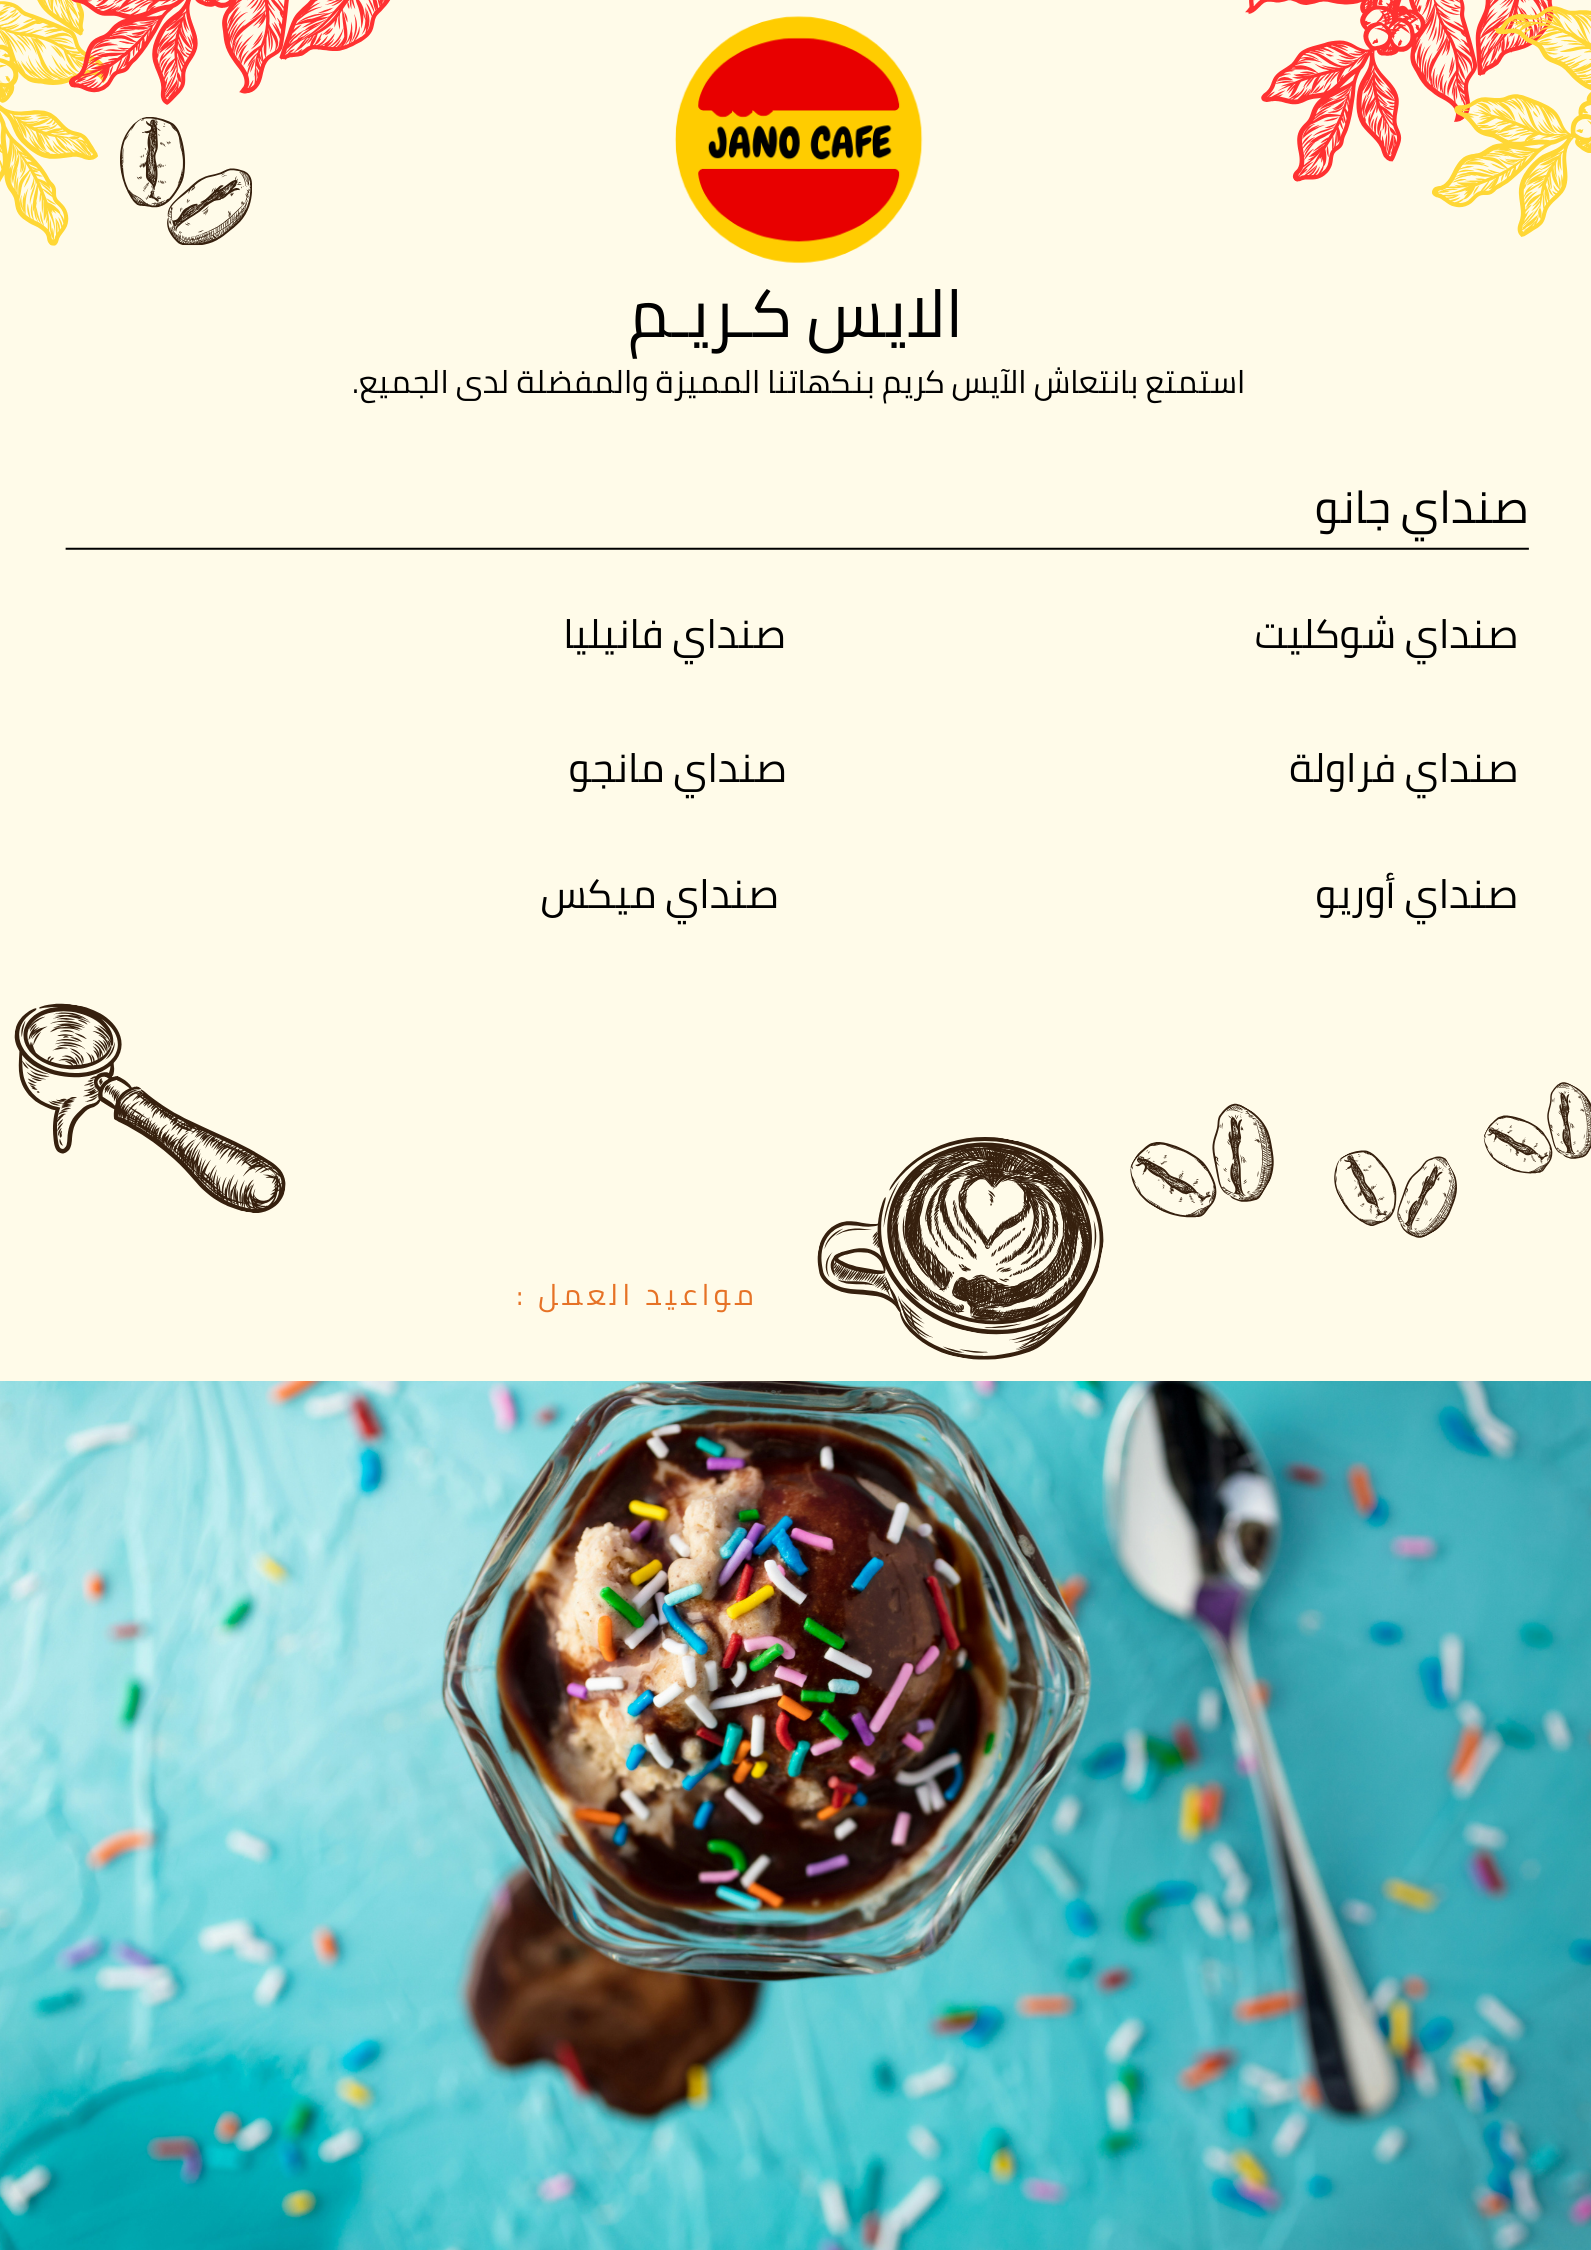 JANO CAFE
الايس كـريـم
استمتع بانتعاش الآيس كريم بنكهاتنا المميزة والمفضلة لدى الجميع.
صنداي جانو
صنداي شوكليت
صنداي فانيليا
صنداي فراولة
صنداي مانجو
صنداي أوريو
صنداي ميكس
مواعيد العمل :